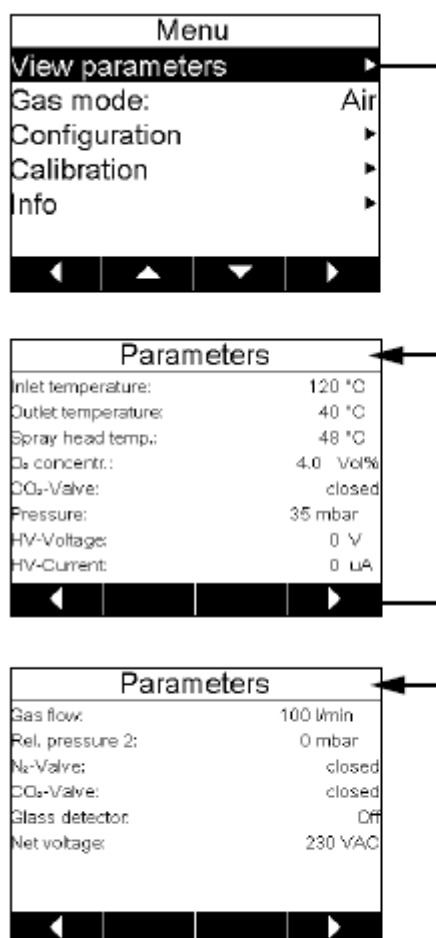 Menu
View parameters
Gas mode: Air
Configuration
Calibration
Info
Parameters
Inlet temperature: 120 °C
Outlet temperature: 40 °C
Spray head temp.: 48 °C
O₂ concentr.: 4.0 Vol%
CO₂-Valve: closed
Pressure: 35 mbar
HV-Voltage: 0 V
HV-Current: 0 uA
Parameters
Gas flow: 100 l/min
Rel. pressure 2: 0 mbar
N₂-Valve: closed
CO₂-Valve: closed
Glass detector: Off
Net voltage: 230 VAC